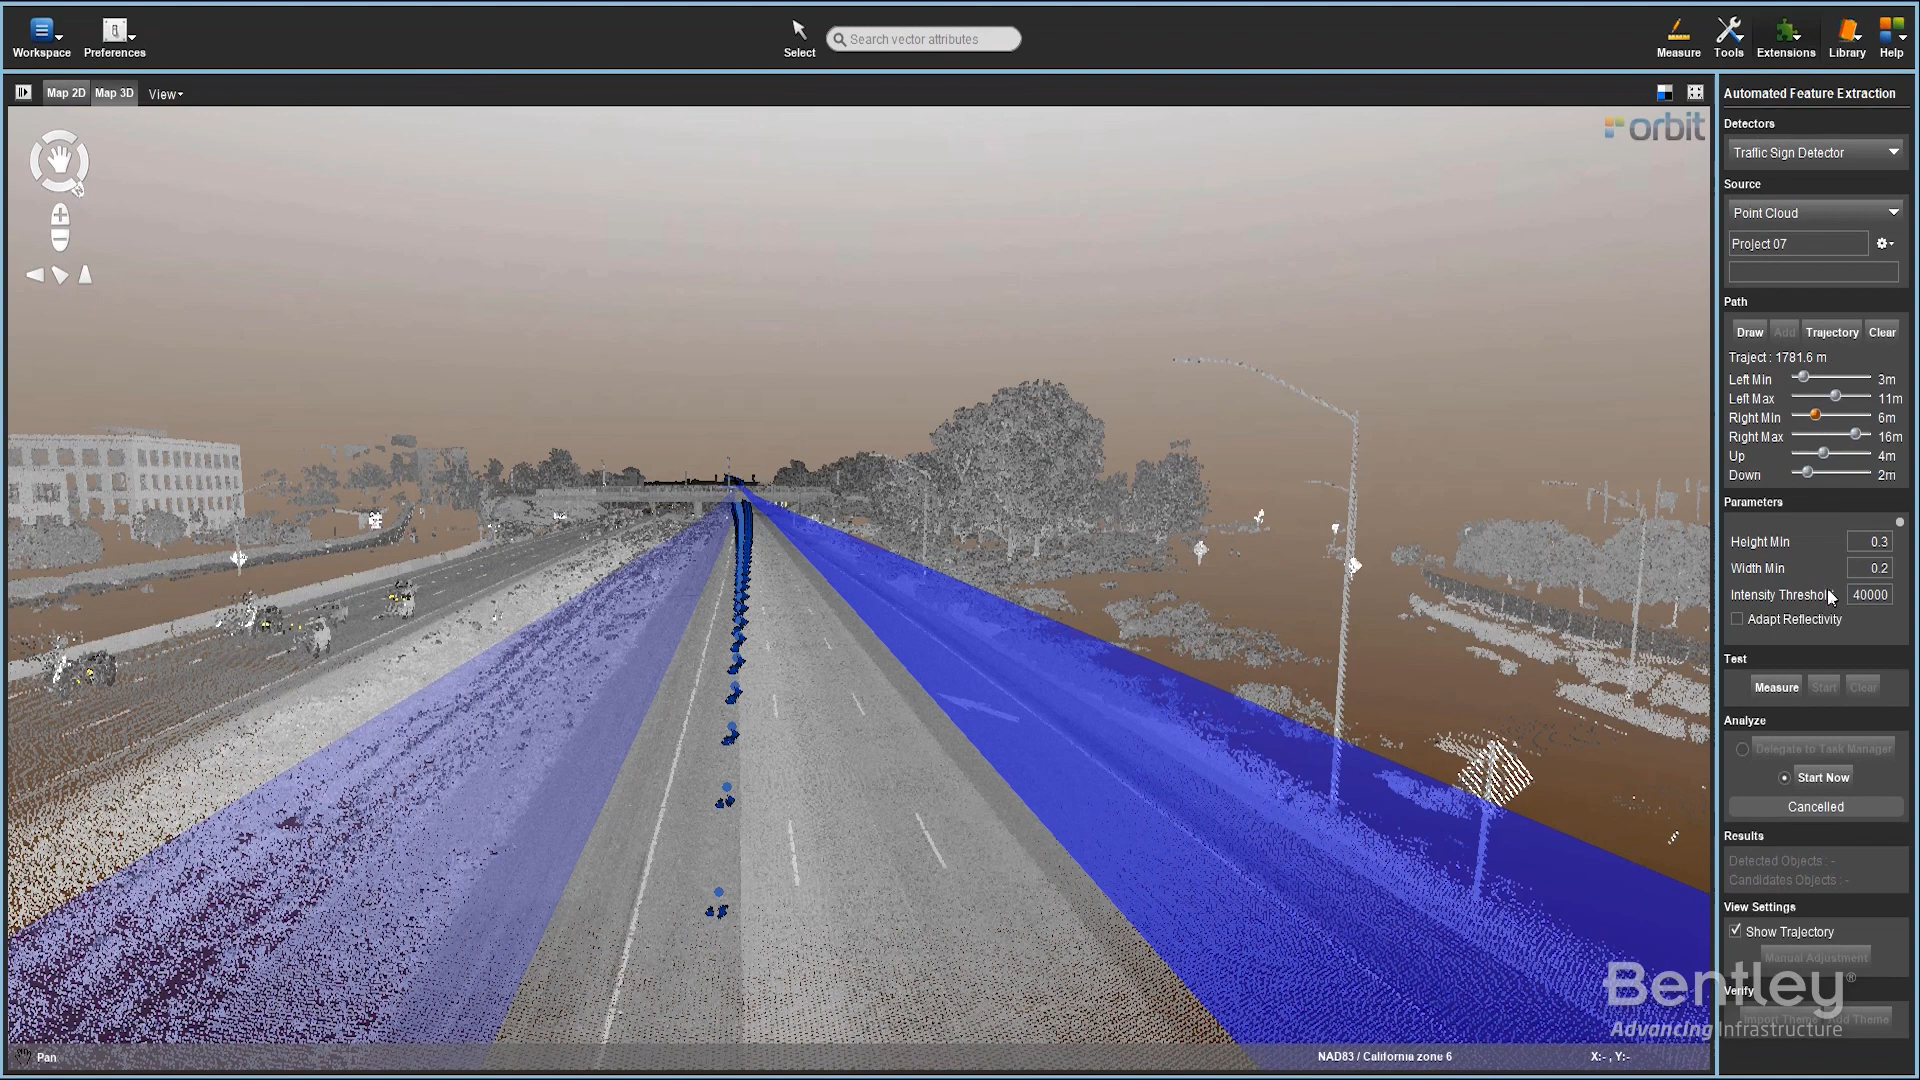 Workspace
Preferences
Select
Search vector attributes
Measure
Tools
Extensions
Library
Help
Map 2D
Map 3D
View
orbit
Automated Feature Extraction
Detectors
Traffic Sign Detector
Source
Point Cloud
Project 07
Path
Draw Add Trajectory Clear
Traject : 1781.6 m
Left Min 3m
Left Max 11m
Right Min 6m
Right Max 16m
Up 4m
Down 2m
Parameters
Height Min 0.3
Width Min 0.2
Intensity Threshol 40000
Adapt Reflectivity
Test
Measure Start Clear
Analyze
Delegate to Task Manager
Start Now
Cancelled
Results
Detected Objects : -
Candidates Objects : -
View Settings
Show Trajectory
Manual Adjustment
Verify
Import Theme Add Theme
Bentley®
Advancing Infrastructure
Pan
NAD83 / California zone 6
X:- , Y:-